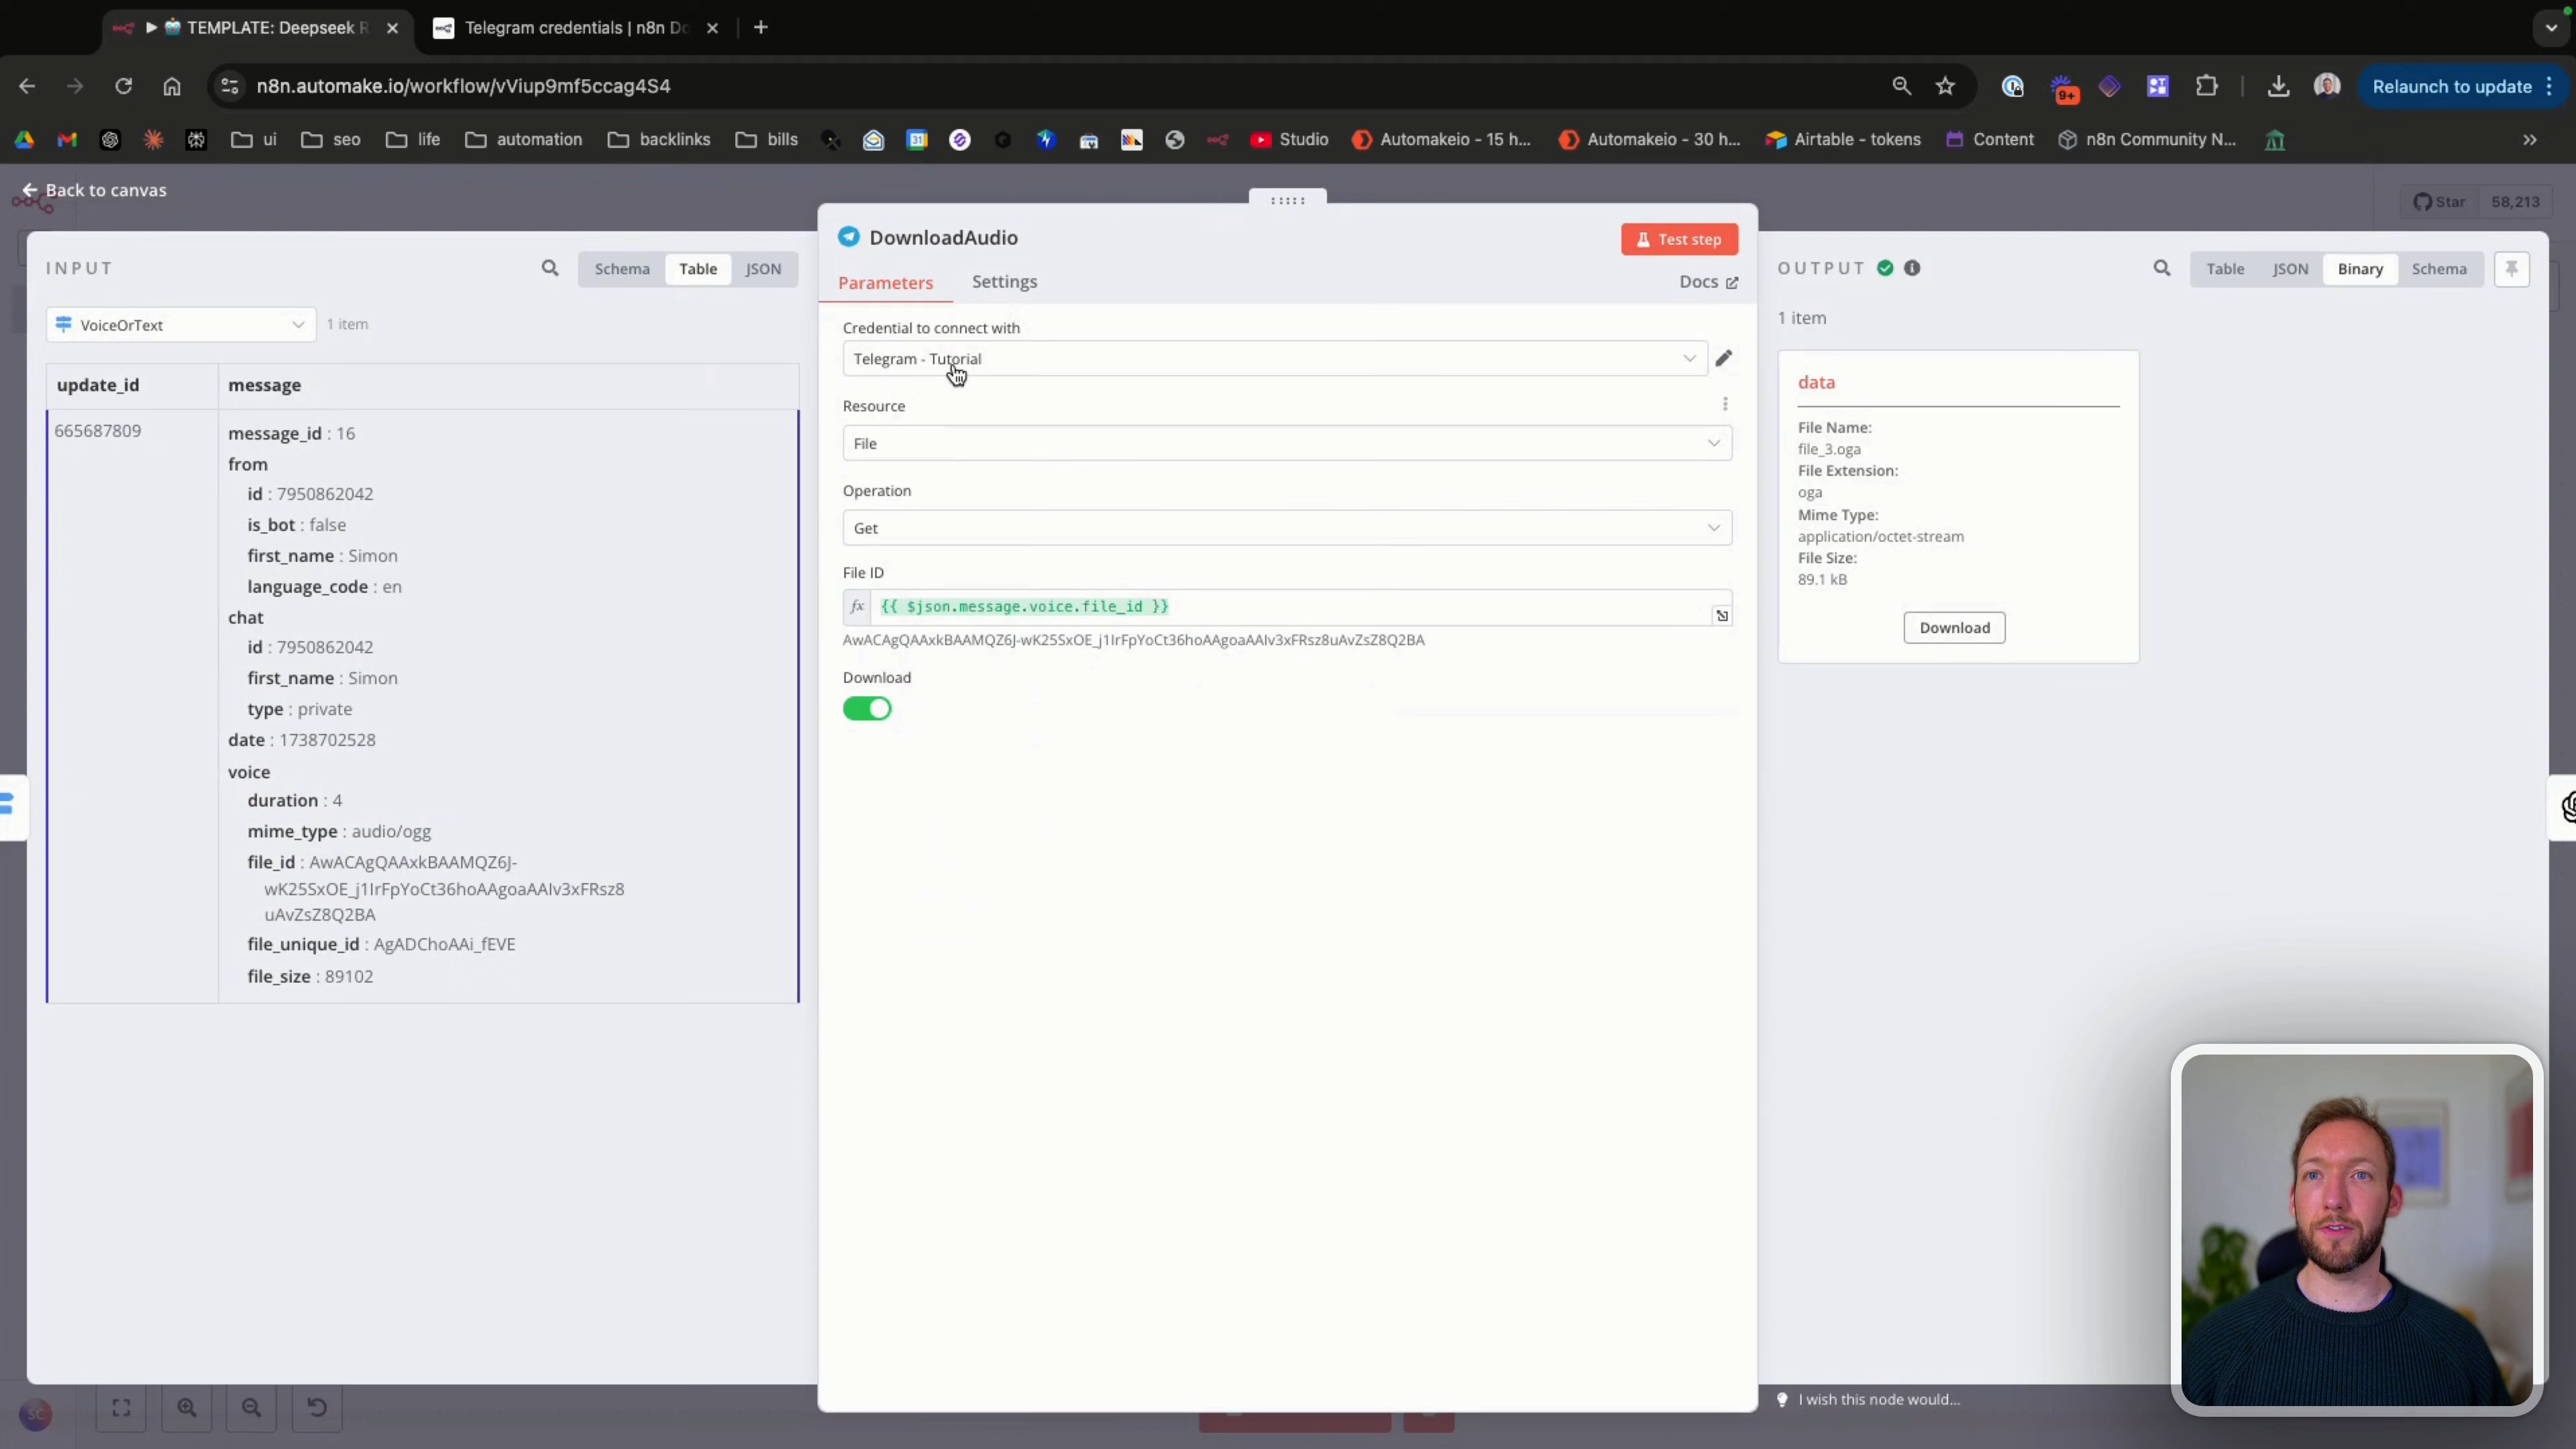 TEMPLATE: Deepseek R
Telegram credentials | n8n Do
n8n.automake.io/workflow/vViup9mf5ccag4S4
9+
Relaunch to update
ui
seo
life
automation
backlinks
bills
31
Studio
Automakeio - 15 h...
Automakeio - 30 h...
Airtable - tokens
Content
n8n Community N...
Back to canvas
Star 58,213
INPUT
Schema
Table
JSON
VoiceOrText
1 item
update_id
message
665687809
message_id : 16
from
id : 7950862042
is_bot : false
first_name : Simon
language_code : en
chat
id : 7950862042
first_name : Simon
type : private
date : 1738702528
voice
duration : 4
mime_type : audio/ogg
file_id : AwACAgQAAxkBAAMQZ6J-
wK25SxOE_j1IrFpYoCt36hoAAgoaAAIv3xFRsz8
uAvZsZ8Q2BA
file_unique_id : AgADChoAAi_fEVE
file_size : 89102
DownloadAudio
Test step
Parameters
Settings
Docs
Credential to connect with
Telegram - Tutorial
Resource
File
Operation
Get
File ID
fx {{ $json.message.voice.file_id }}
AwACAgQAAxkBAAMQZ6J-wK25SxOE_j1IrFpYoCt36hoAAgoaAAIv3xFRsz8uAvZsZ8Q2BA
Download
OUTPUT
Table
JSON
Binary
Schema
1 item
data
File Name:
file_3.oga
File Extension:
oga
Mime Type:
application/octet-stream
File Size:
89.1 kB
Download
I wish this node would...
SC